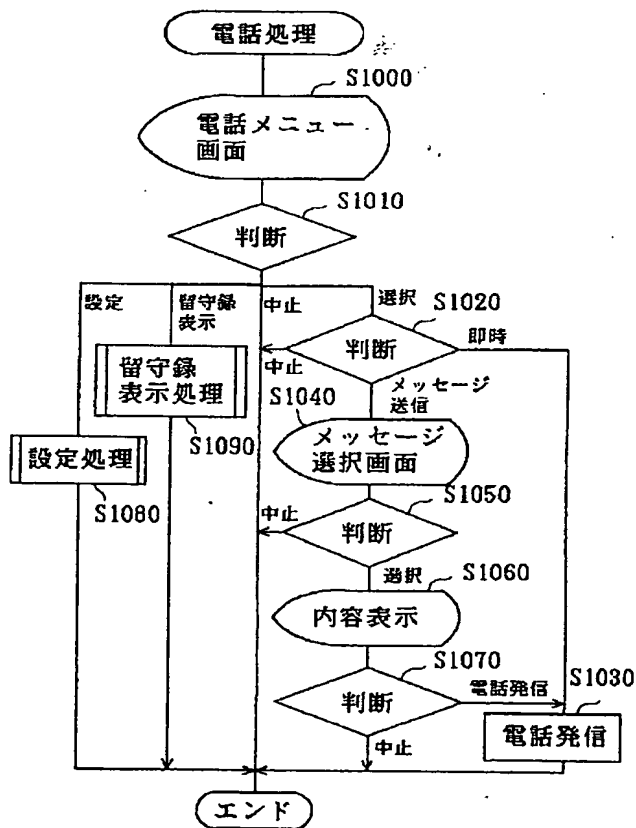 電話処理
S1000
電話メニュー
画面
S1010
判断
設定
留守録
表示
中止
選択
S1020
判断
即時
中止
メッセージ
送信
留守録
表示処理
S1090
S1040
メッセージ
選択画面
設定処理
S1080
S1050
中止
判断
選択
S1060
内容表示
S1070
判断
電話発信
S1030
電話発信
中止
エンド